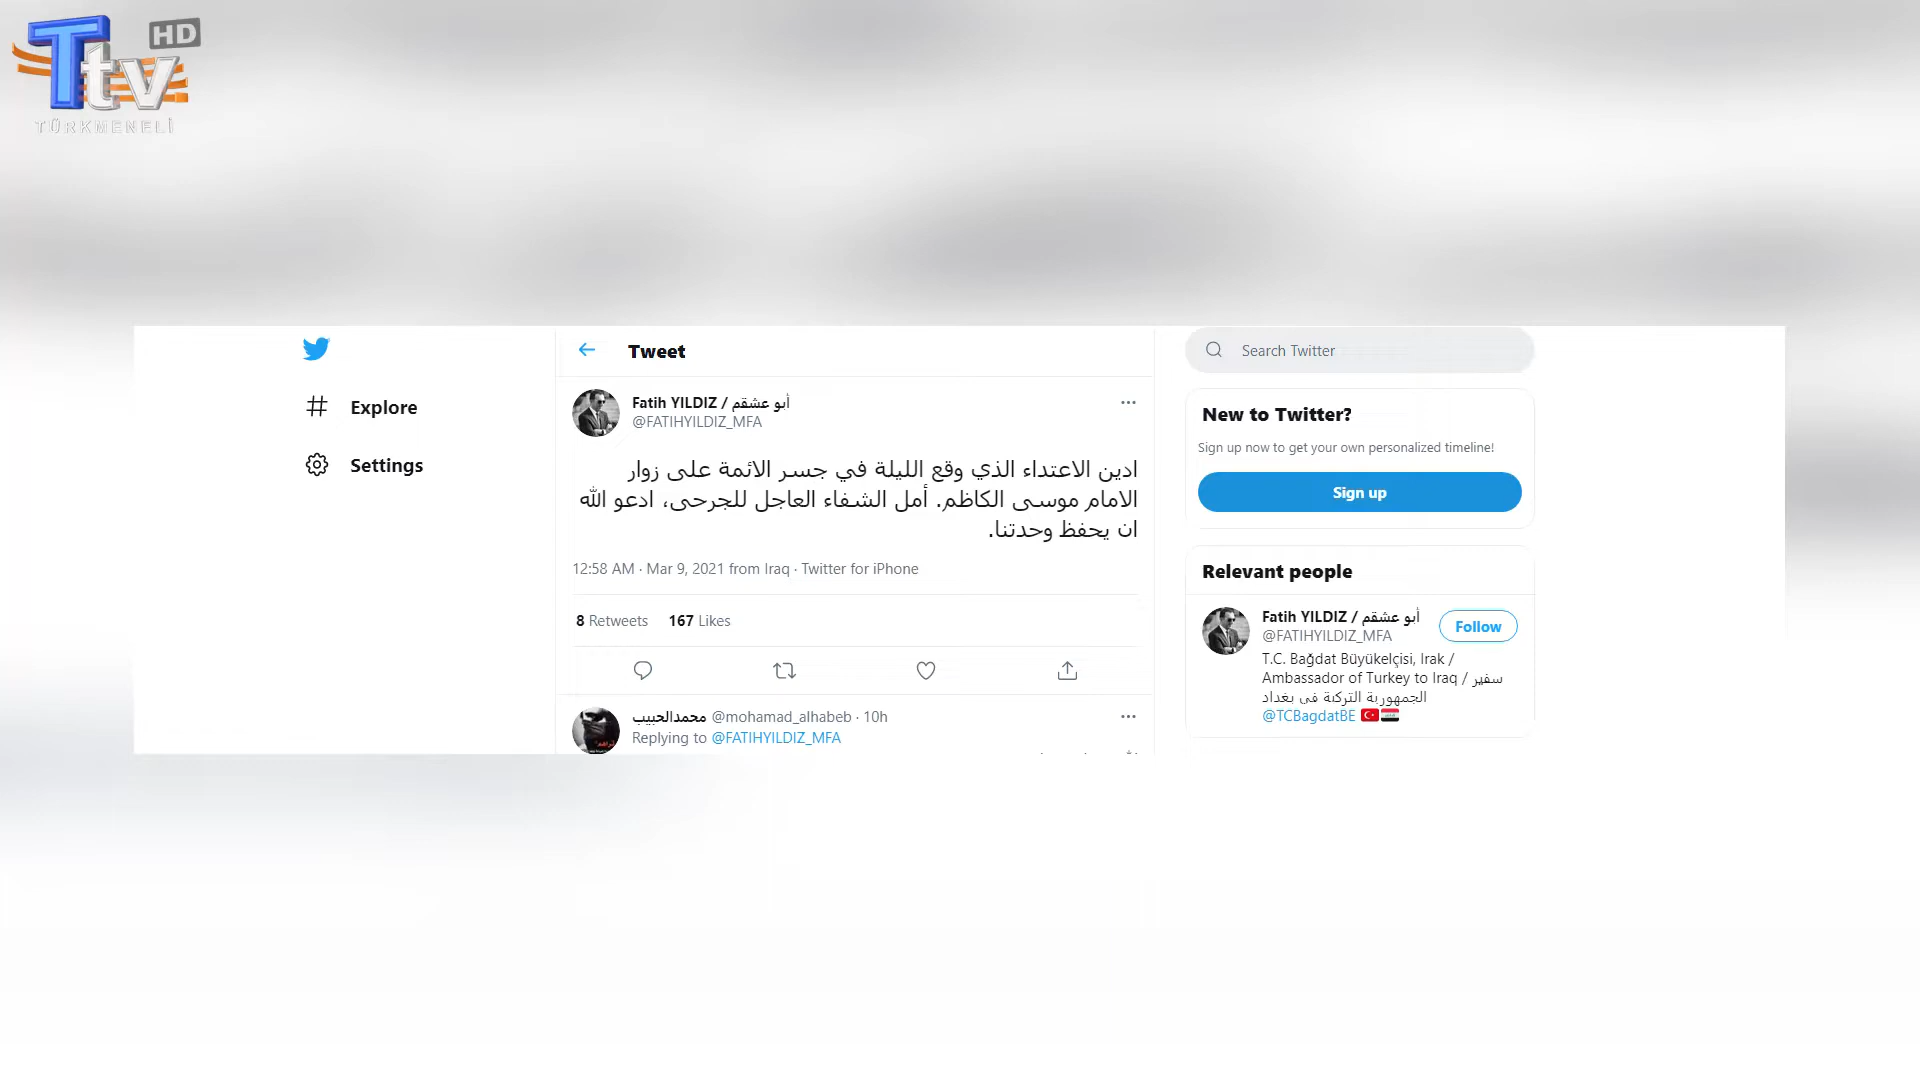 Ttv HD
TÜRKMENELİ
Explore
Settings
Tweet
Fatih YILDIZ / أبو عشقم
@FATIHYILDIZ_MFA
ادين الاعتداء الذي وقع الليلة في جسر الائمة على زوار
الامام موسى الكاظم. أمل الشفاء العاجل للجرحى، ادعو الله
ان يحفظ وحدتنا.
12:58 AM · Mar 9, 2021 from Iraq · Twitter for iPhone
8 Retweets 167 Likes
محمدالحبيب @mohamad_alhabeb · 10h
Replying to @FATIHYILDIZ_MFA
Search Twitter
New to Twitter?
Sign up now to get your own personalized timeline!
Sign up
Relevant people
Fatih YILDIZ / أبو عشقم
@FATIHYILDIZ_MFA
Follow
T.C. Bağdat Büyükelçisi, Irak /
Ambassador of Turkey to Iraq / سفير
الجمهورية التركية في بغداد
@TCBagdatBE